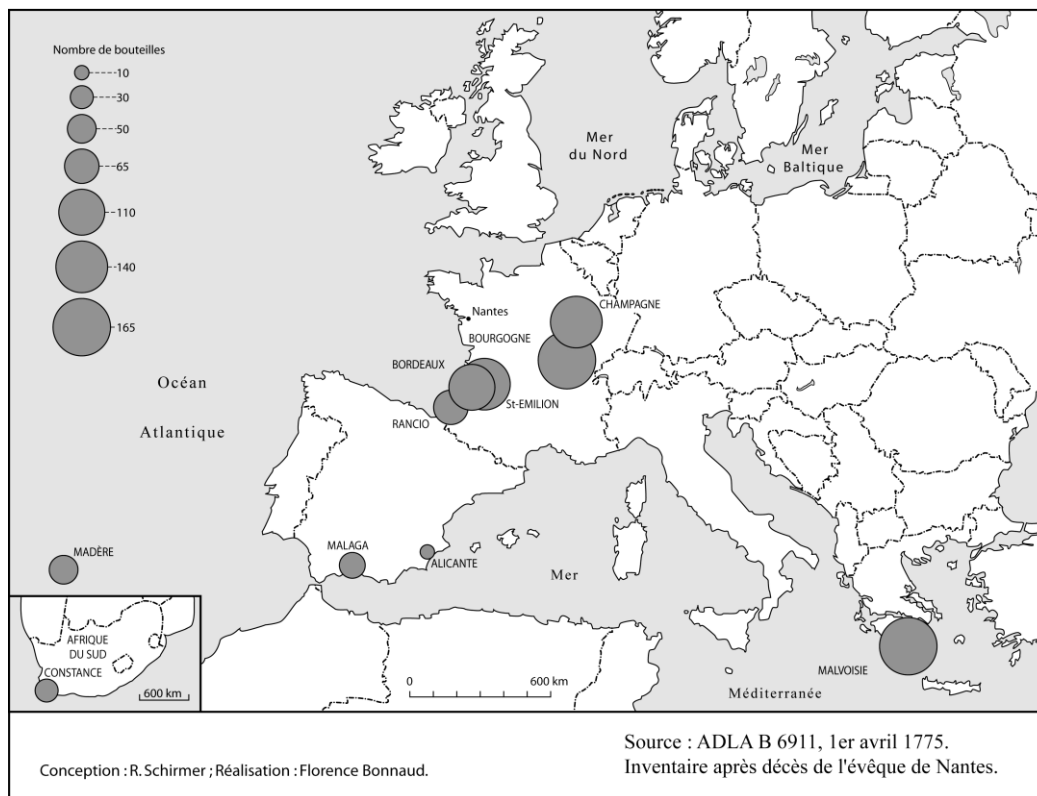 Nombre de bouteilles
10
30
50
65
110
140
165
Mer
du Nord
Mer
Baltique
Nantes
CHAMPAGNE
BOURGOGNE
BORDEAUX
St-EMILION
RANCIO
Océan
Atlantique
MADÈRE
MALAGA
ALICANTE
Mer
Méditerranée
MALVOISIE
AFRIQUE
DU SUD
CONSTANCE
600 km
0 600 km
Conception : R. Schirmer ; Réalisation : Florence Bonnaud.
Source : ADLA B 6911, 1er avril 1775.
Inventaire après décès de l'évêque de Nantes.